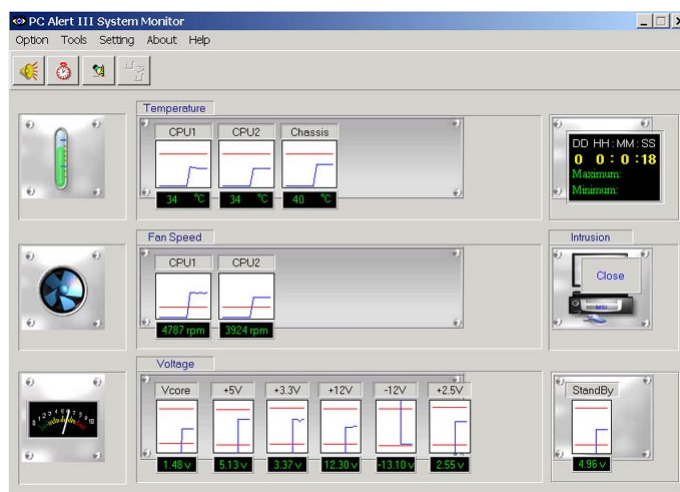 PC Alert III System Monitor
Option Tools Setting About Help
Temperature
CPU1 CPU2 Chassis
34 °C 34 °C 40 °C
DD HH : MM : SS
0 0 : 0 :18
Maximum:
Minimum:
Fan Speed
CPU1 CPU2
4787 rpm 3924 rpm
Intrusion
Close
MSI
Voltage
Vcore +5V +3.3V +12V -12V +2.5V
1.48 v 5.13 v 3.37 v 12.30 v -13.10 v 2.55 v
StandBy
4.96 v